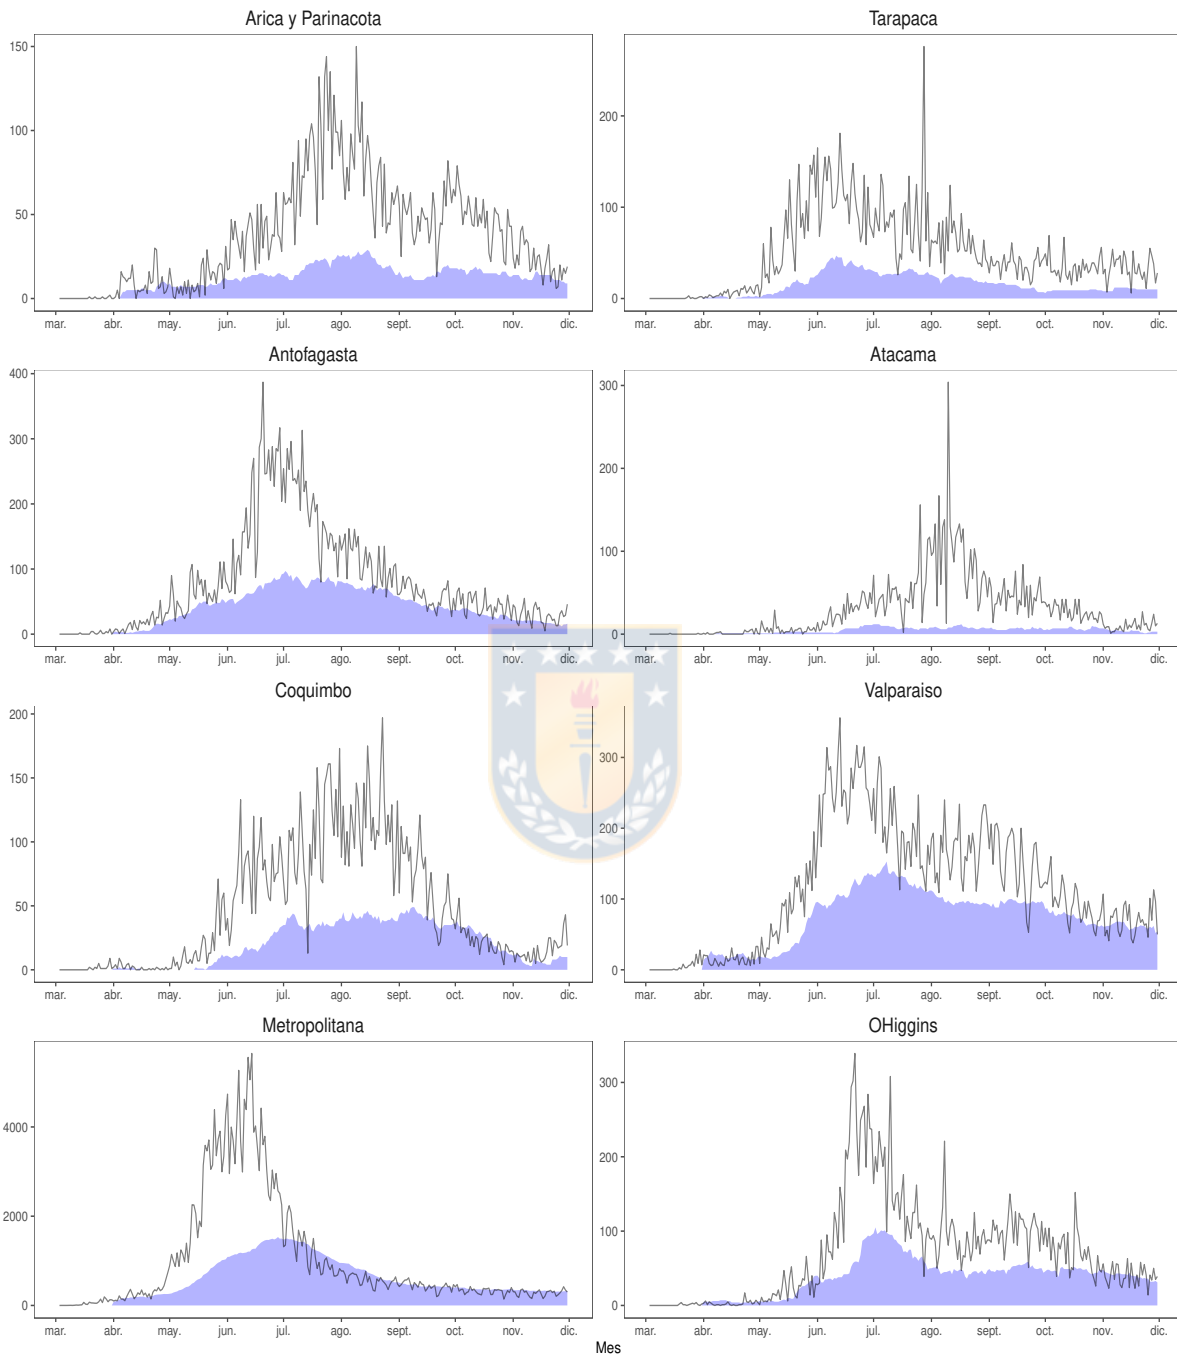 Arica y Parinacota
150
100
50
0
mar. abr. may. jun. jul. ago. sept. oct. nov. dic.
Tarapaca
200
100
0
mar. abr. may. jun. jul. ago. sept. oct. nov. dic.
Antofagasta
400
300
200
100
0
mar. abr. may. jun. jul. ago. sept. oct. nov. dic.
Atacama
300
200
100
0
mar. abr. may. jun. jul. ago. sept. oct. nov. dic.
Coquimbo
200
150
100
50
0
mar. abr. may. jun. jul. ago. sept. oct. nov. dic.
Valparaiso
300
200
100
0
mar. abr. may. jun. jul. ago. sept. oct. nov. dic.
Metropolitana
4000
2000
0
mar. abr. may. jun. jul. ago. sept. oct. nov. dic.
OHiggins
300
200
100
0
mar. abr. may. jun. jul. ago. sept. oct. nov. dic.
Mes